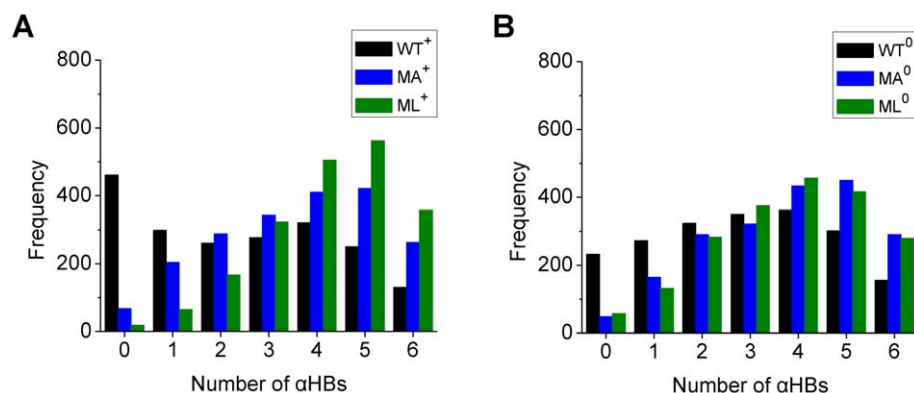 A
WT⁺
MA⁺
ML⁺
800
600
400
200
0
Frequency
0 1 2 3 4 5 6
Number of αHBs
B
WT⁰
MA⁰
ML⁰
800
600
400
200
0
Frequency
0 1 2 3 4 5 6
Number of αHBs